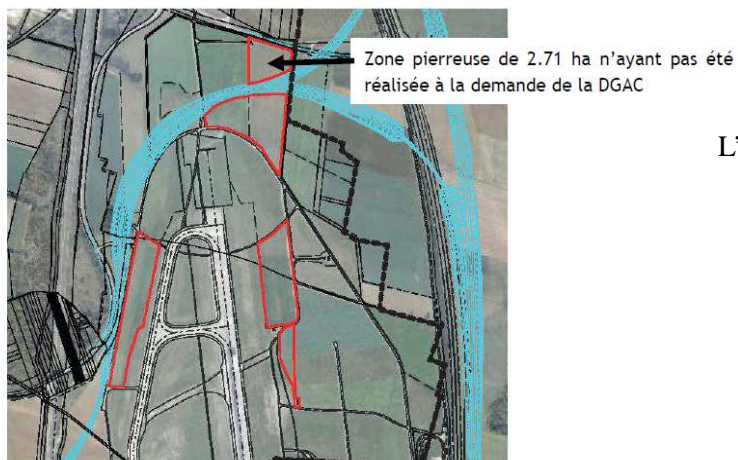 Zone pierreuse de 2.71 ha n'ayant pas été
réalisée à la demande de la DGAC
L'